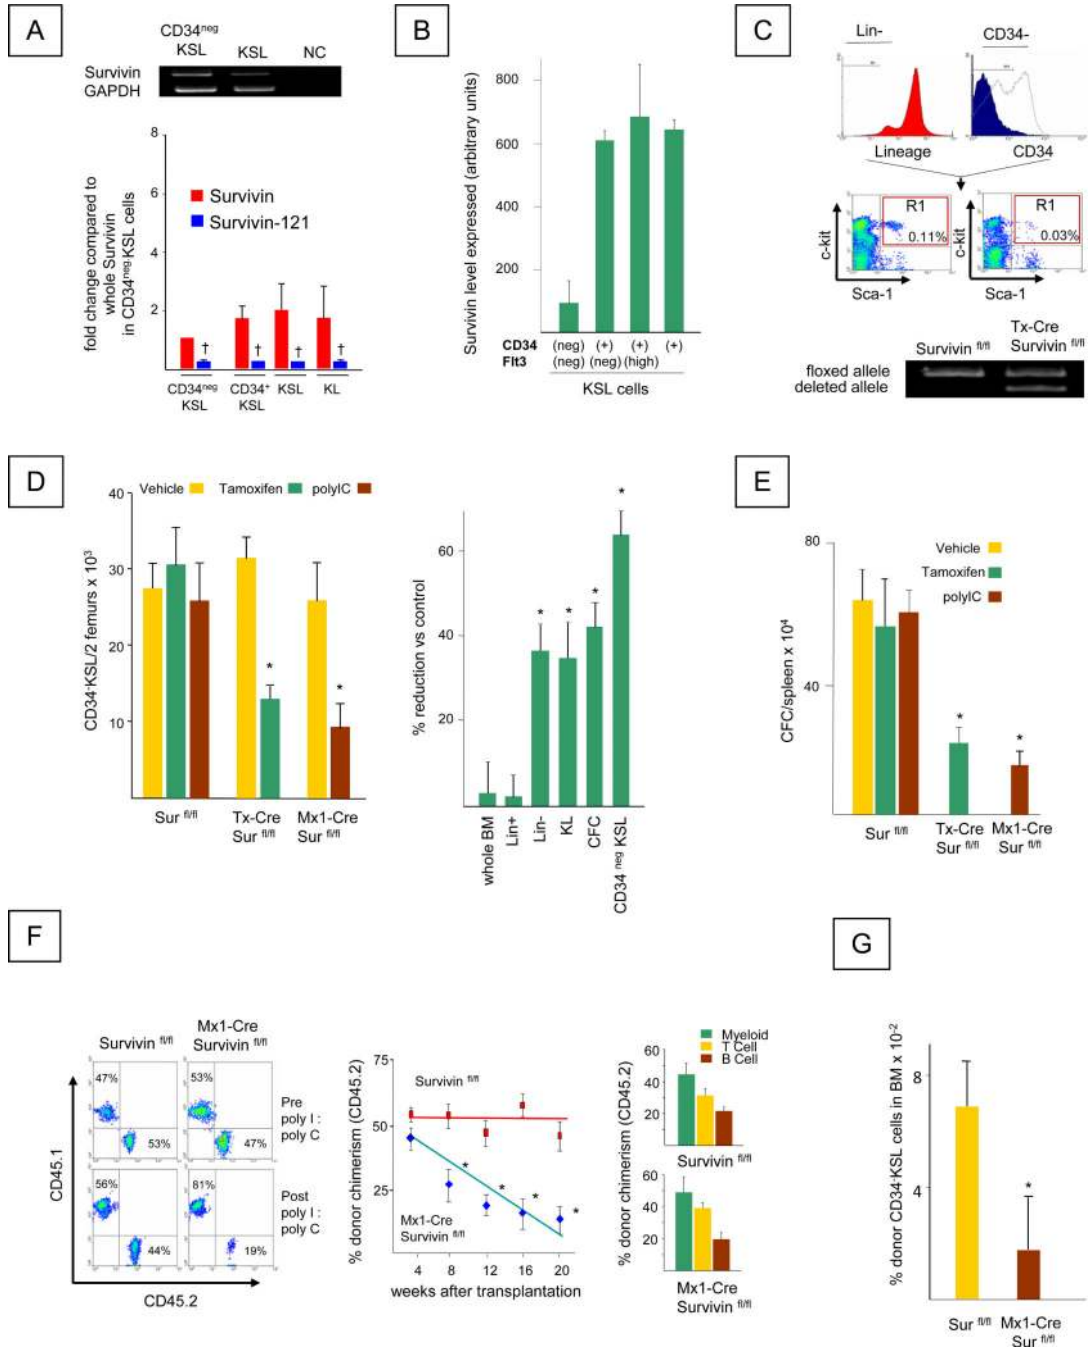 A
CD34neg
KSL KSL NC
Survivin
GAPDH
fold change compared to
whole Survivin
in CD34neg KSL cells
8
6
4
2
Survivin
Survivin-121
† † † †
CD34neg
KSL
CD34+
KSL
KSL
KL
B
Survivin level expressed (arbitrary units)
800
600
400
200
CD34 (neg) (+) (+) (+)
Flt3 (neg) (neg) (high)
KSL cells
C
Lin-
CD34-
Lineage
CD34
R1
0.11%
R1
0.03%
c-kit
c-kit
Sca-1
Sca-1
Survivin fl/fl
Tx-Cre
Survivin fl/fl
floxed allele
deleted allele
D
Vehicle Tamoxifen polyIC
CD34-KSL/2 femurs x 10³
40
30
20
10
* *
Sur fl/fl
Tx-Cre
Sur fl/fl
Mx1-Cre
Sur fl/fl
% reduction vs control
60
40
20
* * * *
whole BM
Lin+
Lin-
KL
CFC
CD34 neg KSL
E
CFC/spleen x 10⁴
80
40
Vehicle
Tamoxifen
polyIC
* *
Sur fl/fl
Tx-Cre
Sur fl/fl
Mx1-Cre
Sur fl/fl
F
Survivin fl/fl
Mx1-Cre
Survivin fl/fl
47%
53%
53%
47%
Pre
poly I :
poly C
56%
44%
81%
19%
Post
poly I :
poly C
CD45.1
CD45.2
% donor chimerism (CD45.2)
75
50
25
Survivin fl/fl
Mx1-Cre
Survivin fl/fl
* * * *
4 8 12 16 20
weeks after transplantation
Myeloid
T Cell
B Cell
% donor chimerism (CD45.2)
60
40
20
Survivin fl/fl
60
40
20
Mx1-Cre
Survivin fl/fl
G
% donor CD34-KSL cells in BM x 10-2
8
4
*
Sur fl/fl
Mx1-Cre
Sur fl/fl